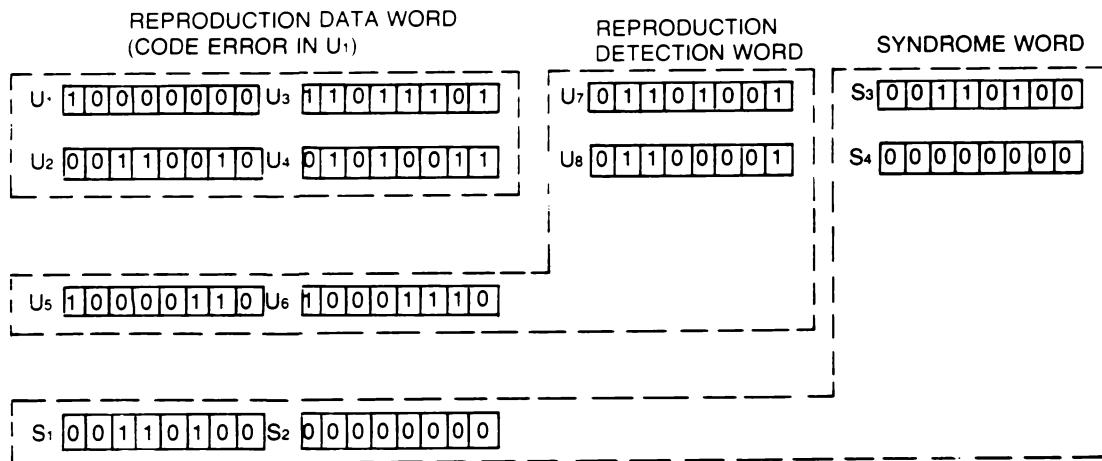 REPRODUCTION DATA WORD
(CODE ERROR IN U1)
REPRODUCTION
DETECTION WORD
SYNDROME WORD
U1 1 0 0 0 0 0 0 0 U3 1 1 0 1 1 1 0 1
U7 0 1 1 0 1 0 0 1
S3 0 0 1 1 0 1 0 0
U2 0 0 1 1 0 0 1 0 U4 0 1 0 1 0 0 1 1
U8 0 1 1 0 0 0 0 1
S4 0 0 0 0 0 0 0 0
U5 1 0 0 0 0 1 1 0 U6 1 0 0 0 1 1 1 0
S1 0 0 1 1 0 1 0 0 S2 0 0 0 0 0 0 0 0